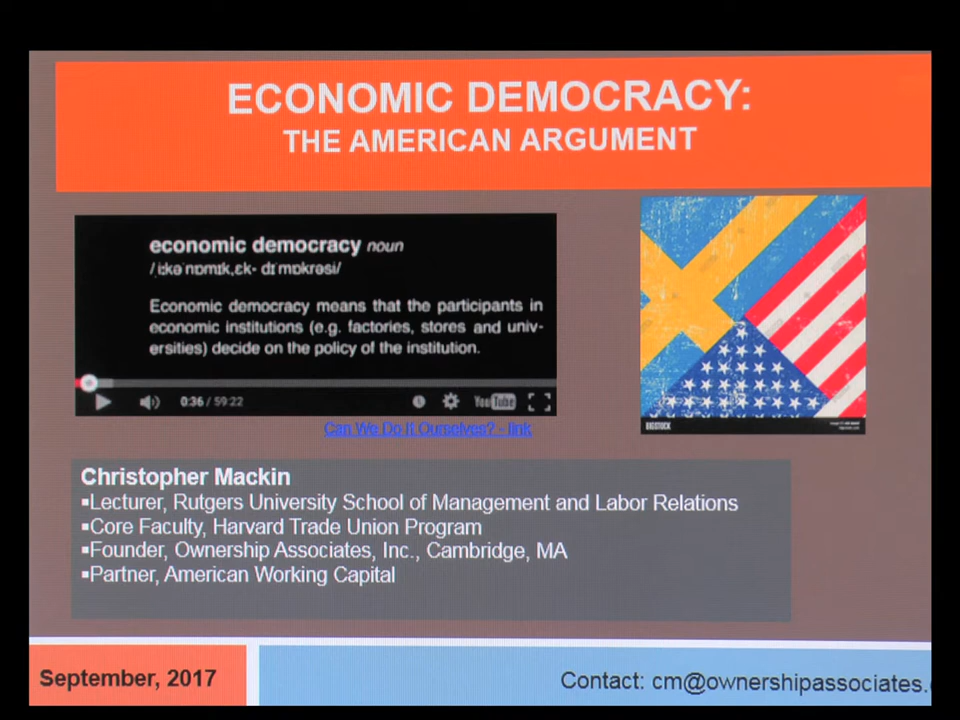 ECONOMIC DEMOCRACY:
THE AMERICAN ARGUMENT
economic democracy noun
Economic democracy means that the participants in
economic institutions (e.g. factories, stores and univ-
ersities) decide on the policy of the institution.
0:36 / 59:22
YouTube
Can We Do It Ourselves? - link
BIGSTOCK
Christopher Mackin
▪Lecturer, Rutgers University School of Management and Labor Relations
▪Core Faculty, Harvard Trade Union Program
▪Founder, Ownership Associates, Inc., Cambridge, MA
▪Partner, American Working Capital
September, 2017
Contact: cm@ownershipassociates.